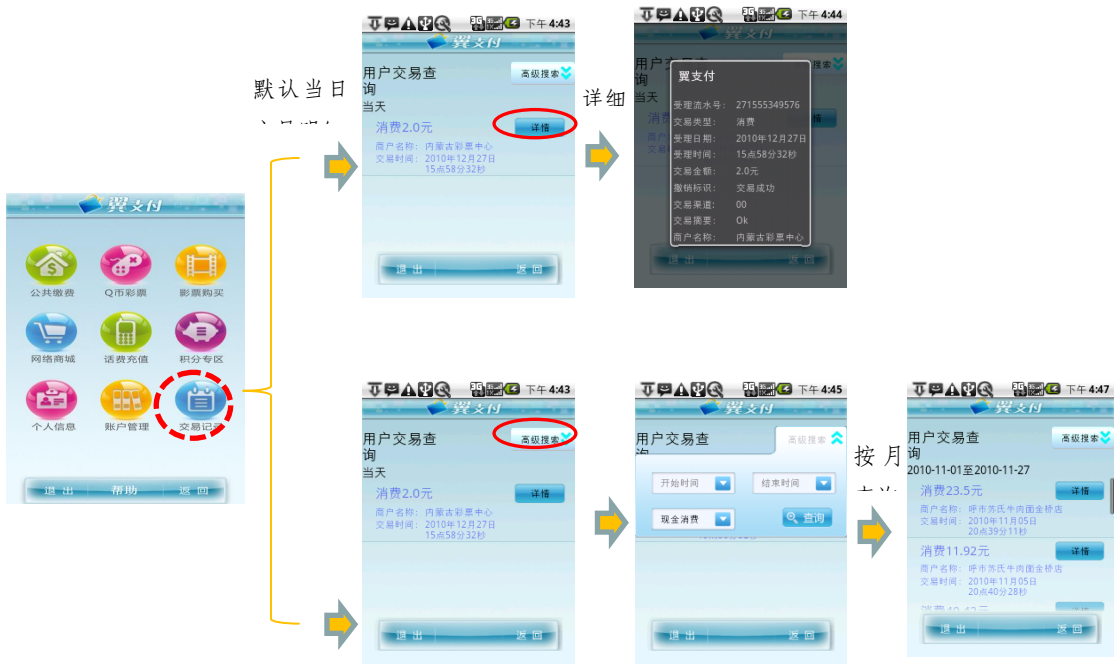 翼支付
公共缴费
Q币彩票
影票购买
网络商城
话费充值
积分专区
个人信息
账户管理
交易记录
退出
帮助
返回
默认当日
下午 4:43
翼支付
用户交易查
询
高级搜索
当天
消费2.0元
详情
商户名称: 内蒙古彩票中心
交易时间: 2010年12月27日
15点58分32秒
退出
返回
详细
下午 4:44
翼支付
受理流水号: 271555349576
交易类型: 消费
受理日期: 2010年12月27日
受理时间: 15点58分32秒
交易金额: 2.0元
撤销标识: 交易成功
交易渠道: 00
交易摘要: Ok
商户名称: 内蒙古彩票中心
退出
返回
下午 4:43
翼支付
用户交易查
询
高级搜索
当天
消费2.0元
详情
商户名称: 内蒙古彩票中心
交易时间: 2010年12月27日
15点58分32秒
退出
返回
下午 4:45
翼支付
用户交易查
高级搜索
开始时间
结束时间
现金消费
查询
退出
返回
按月
下午 4:47
翼支付
用户交易查
询
高级搜索
2010-11-01至2010-11-27
消费23.5元
详情
商户名称: 呼市苏氏牛肉面金桥店
交易时间: 2010年11月05日
20点39分11秒
消费11.92元
详情
商户名称: 呼市苏氏牛肉面金桥店
交易时间: 2010年11月05日
20点40分28秒
退出
返回